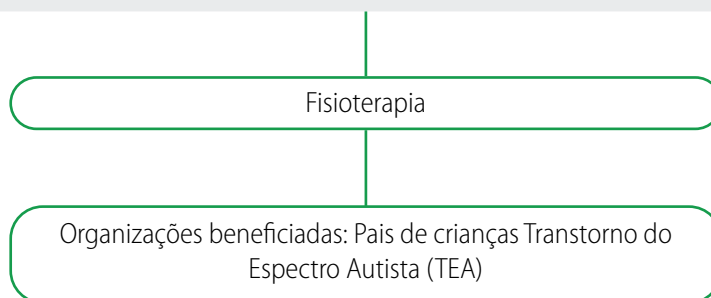 Fisioterapia
Organizações beneficiadas: Pais de crianças Transtorno do
Espectro Autista (TEA)